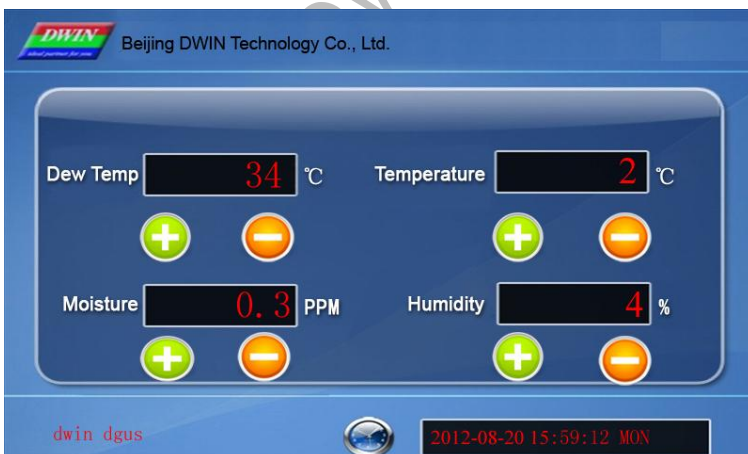 DWIN
Beijing DWIN Technology Co., Ltd.
Dew Temp 34 ℃ Temperature 2 ℃
Moisture 0.3 PPM Humidity 4 %
dwin dgus 2012-08-20 15:59:12 MON